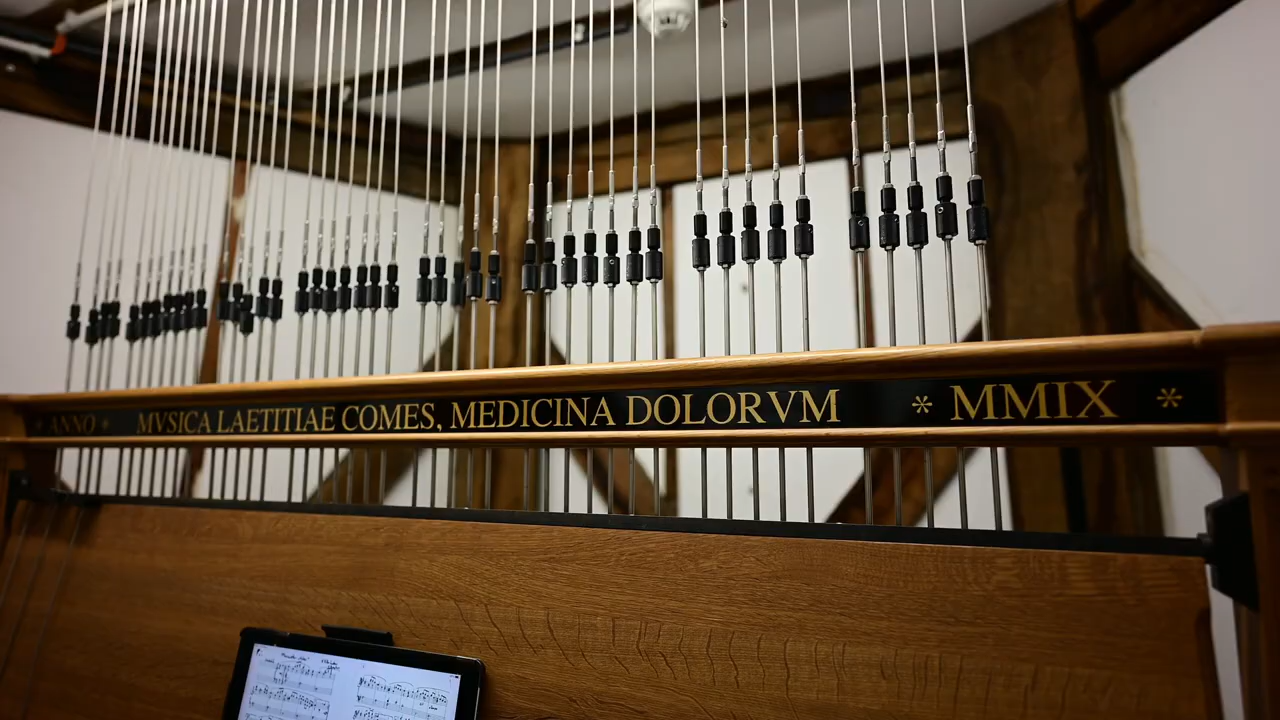 * ANNO * MVSICA LAETITIAE COMES, MEDICINA DOLORVM * MMIX *